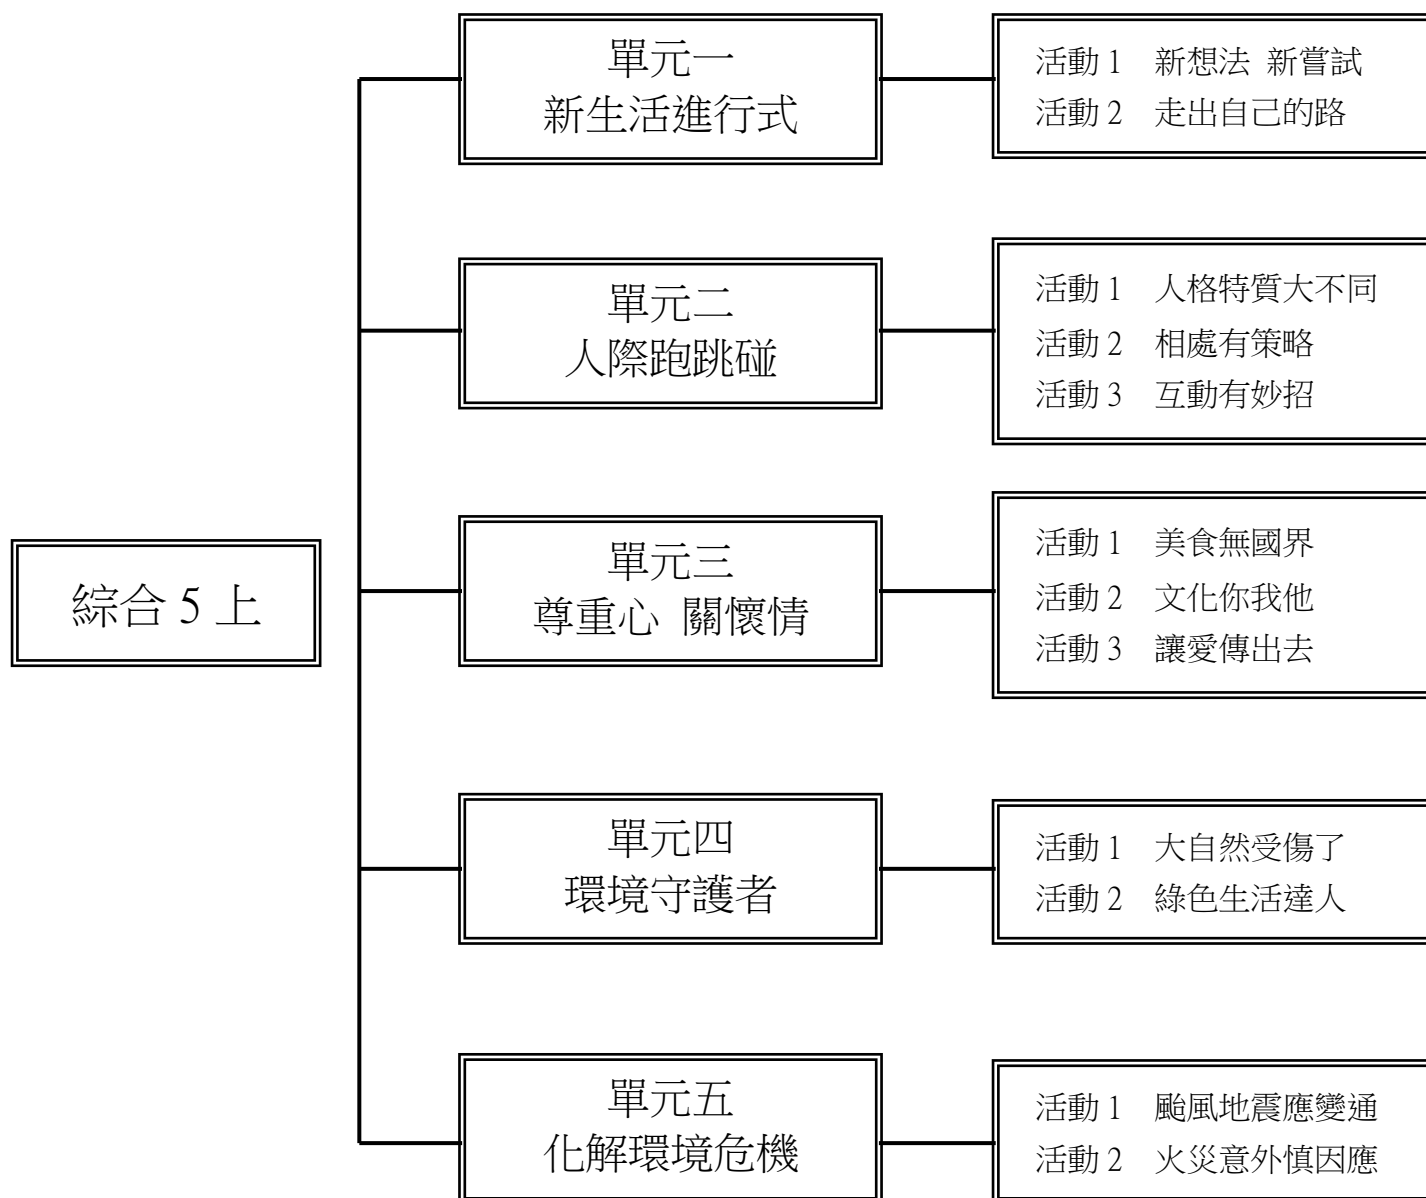 綜合 5 上
單元一
新生活進行式
活動 1 新想法 新嘗試
活動 2 走出自己的路
單元二
人際跑跳碰
活動 1 人格特質大不同
活動 2 相處有策略
活動 3 互動有妙招
單元三
尊重心 關懷情
活動 1 美食無國界
活動 2 文化你我他
活動 3 讓愛傳出去
單元四
環境守護者
活動 1 大自然受傷了
活動 2 綠色生活達人
單元五
化解環境危機
活動 1 颱風地震應變通
活動 2 火災意外慎因應